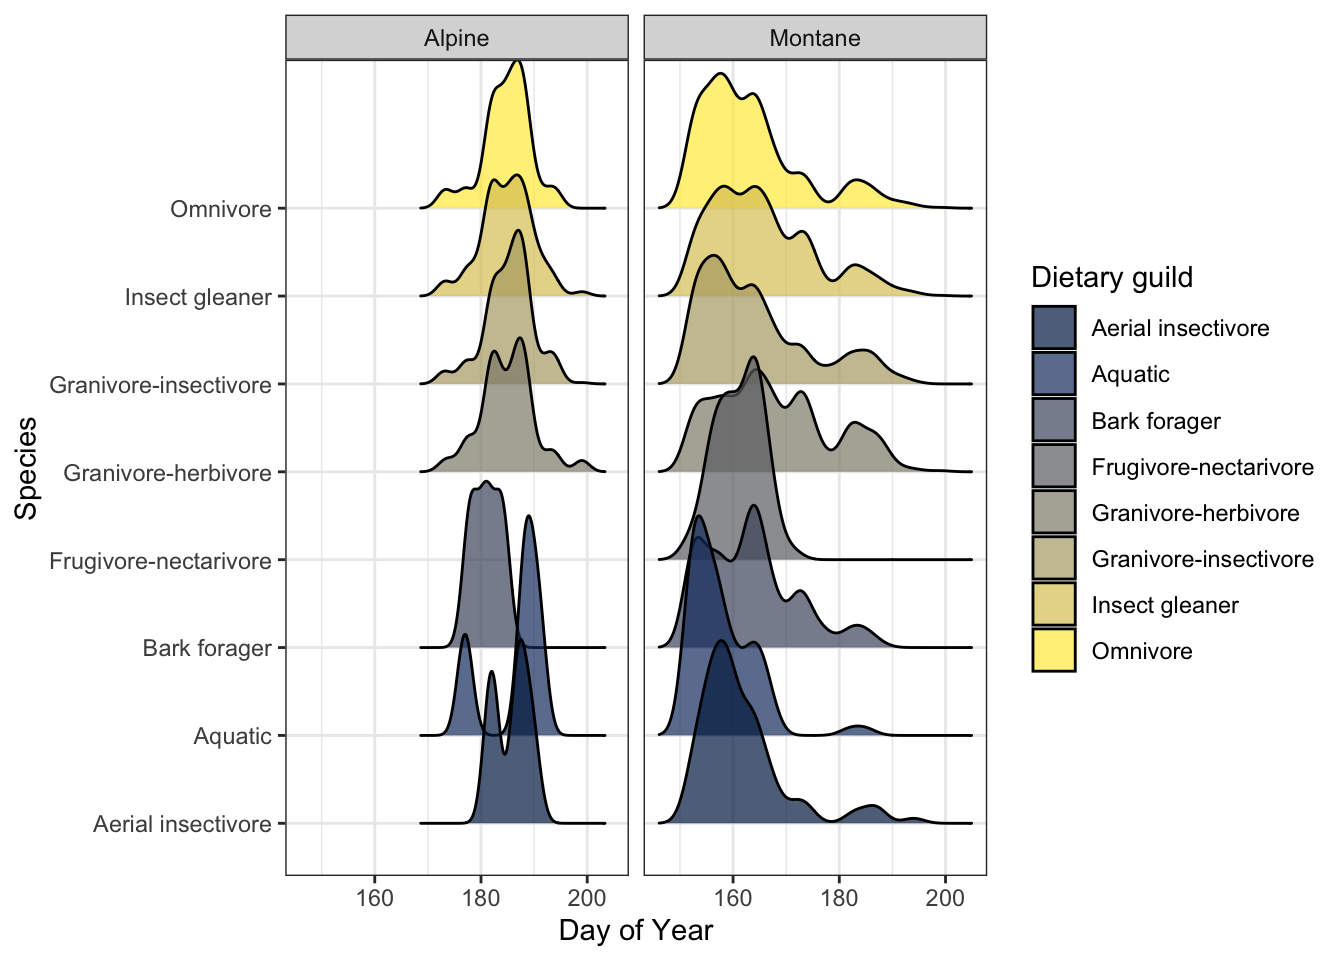 Alpine
Montane
Species
Omnivore
Insect gleaner
Granivore-insectivore
Granivore-herbivore
Frugivore-nectarivore
Bark forager
Aquatic
Aerial insectivore
160 180 200
160 180 200
Day of Year
Dietary guild
Aerial insectivore
Aquatic
Bark forager
Frugivore-nectarivore
Granivore-herbivore
Granivore-insectivore
Insect gleaner
Omnivore